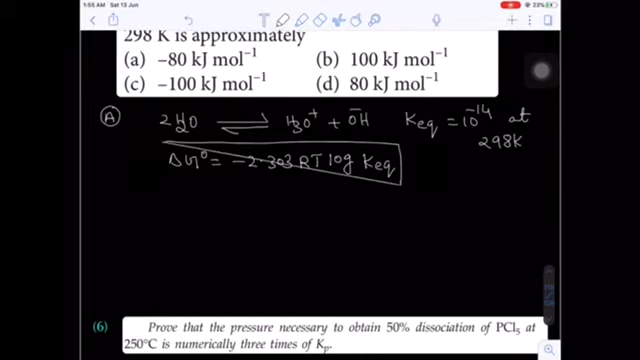 1:55 AM Sat 13 Jun
23%
298 K is approximately
(a) –80 kJ mol⁻¹ (b) 100 kJ mol⁻¹
(c) –100 kJ mol⁻¹ (d) 80 kJ mol⁻¹
(A) 2H₂O ⇌ H₃O⁺ + ŌH Keq = 10⁻¹⁴ at
298K
ΔG° = –2.303 RT log Keq
(6) Prove that the pressure necessary to obtain 50% dissociation of PCl₅ at
250°C is numerically three times of Kₚ.